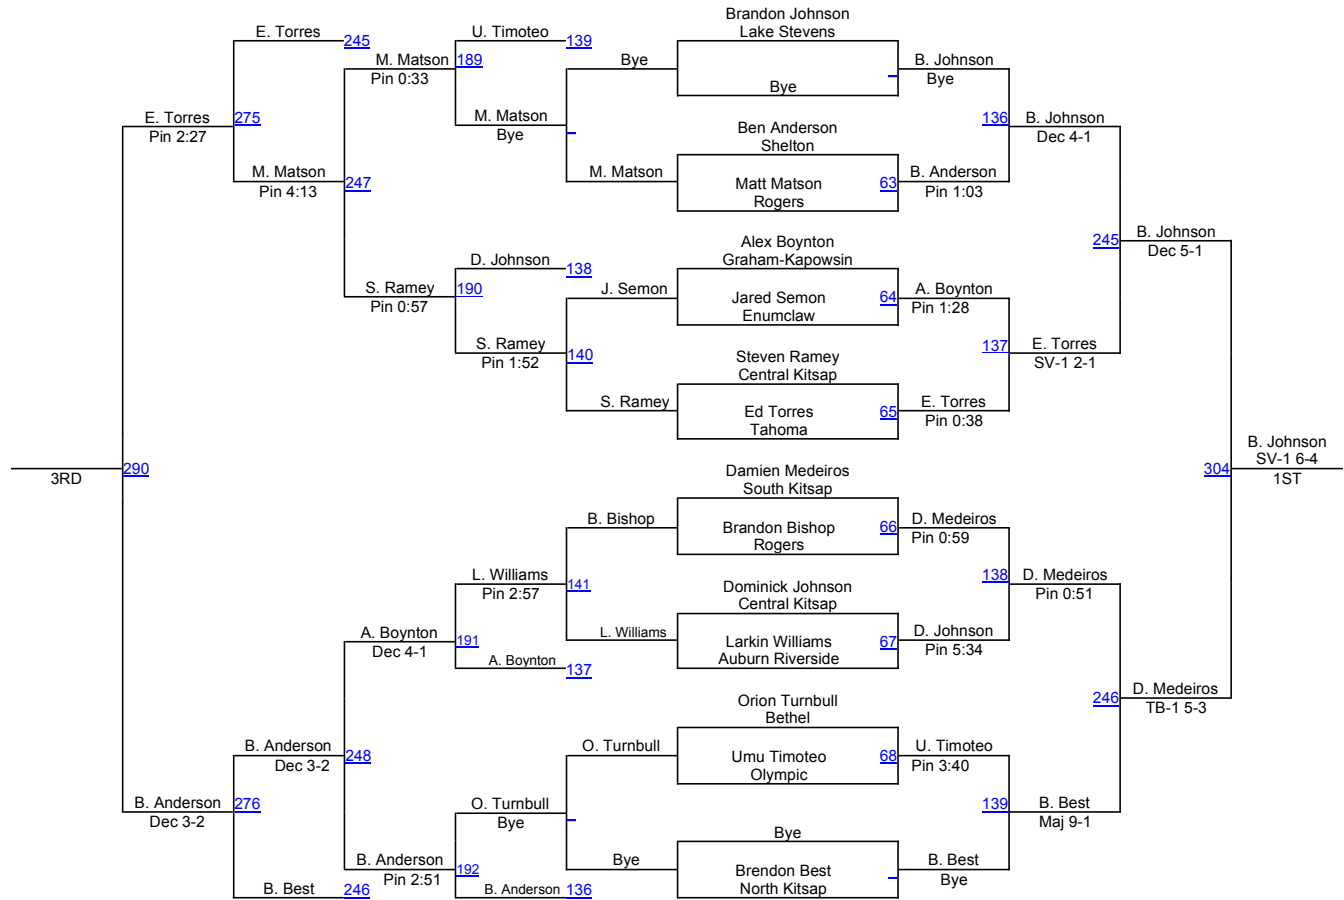 Brandon Johnson
E. Torres
245
U. Timoteo
139
Lake Stevens
M. Matson
189
Bye
B. Johnson
Pin 0:33
Bye
Bye
E. Torres
275
M. Matson
136
B. Johnson
Pin 2:27
Bye
Ben Anderson
Dec 4-1
Shelton
M. Matson
M. Matson
B. Anderson
Pin 4:13
247
Matt Matson
63
Pin 1:03
Rogers
Alex Boynton
245
B. Johnson
D. Johnson
138
Graham-Kapowsin
Dec 5-1
S. Ramey
190
J. Semon
A. Boynton
Pin 0:57
Jared Semon
64
Pin 1:28
Enumclaw
S. Ramey
140
137
E. Torres
Pin 1:52
Steven Ramey
SV-1 2-1
Central Kitsap
S. Ramey
E. Torres
Ed Torres
65
Pin 0:38
Tahoma
B. Johnson
290
Damien Medeiros
304
SV-1 6-4
3RD
South Kitsap
1ST
B. Bishop
D. Medeiros
Brandon Bishop
66
Pin 0:59
Rogers
L. Williams
141
138
D. Medeiros
Pin 2:57
Dominick Johnson
Pin 0:51
Central Kitsap
A. Boynton
191
L. Williams
D. Johnson
Dec 4-1
Larkin Williams
67
Pin 5:34
A. Boynton
137
Auburn Riverside
246
D. Medeiros
Orion Turnbull
TB-1 5-3
Bethel
B. Anderson
248
O. Turnbull
U. Timoteo
Dec 3-2
Umu Timoteo
68
Pin 3:40
Olympic
B. Anderson
276
O. Turnbull
139
B. Best
Dec 3-2
Bye
Maj 9-1
Bye
B. Anderson
192
Bye
B. Best
Pin 2:51
Brendon Best
Bye
B. Best
246
B. Anderson
136
North Kitsap